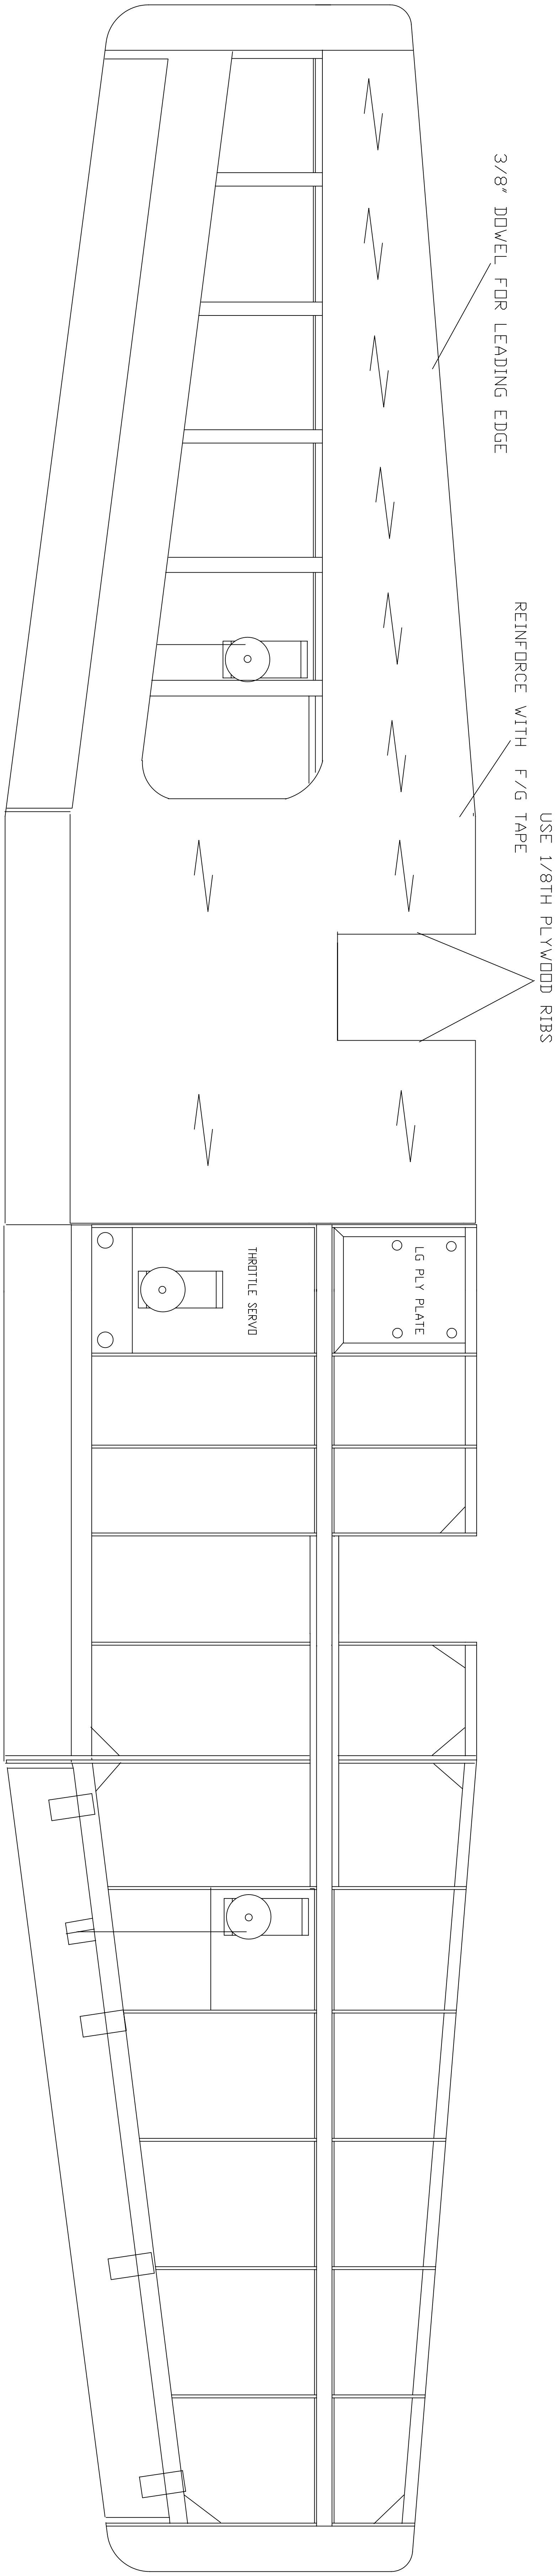 3/8" DOWEL FOR LEADING EDGE
REINFORCE WITH F/G TAPE
USE 1/8TH PLYWOOD RIBS
THROTTLE SERVO
LG PLY PLATE